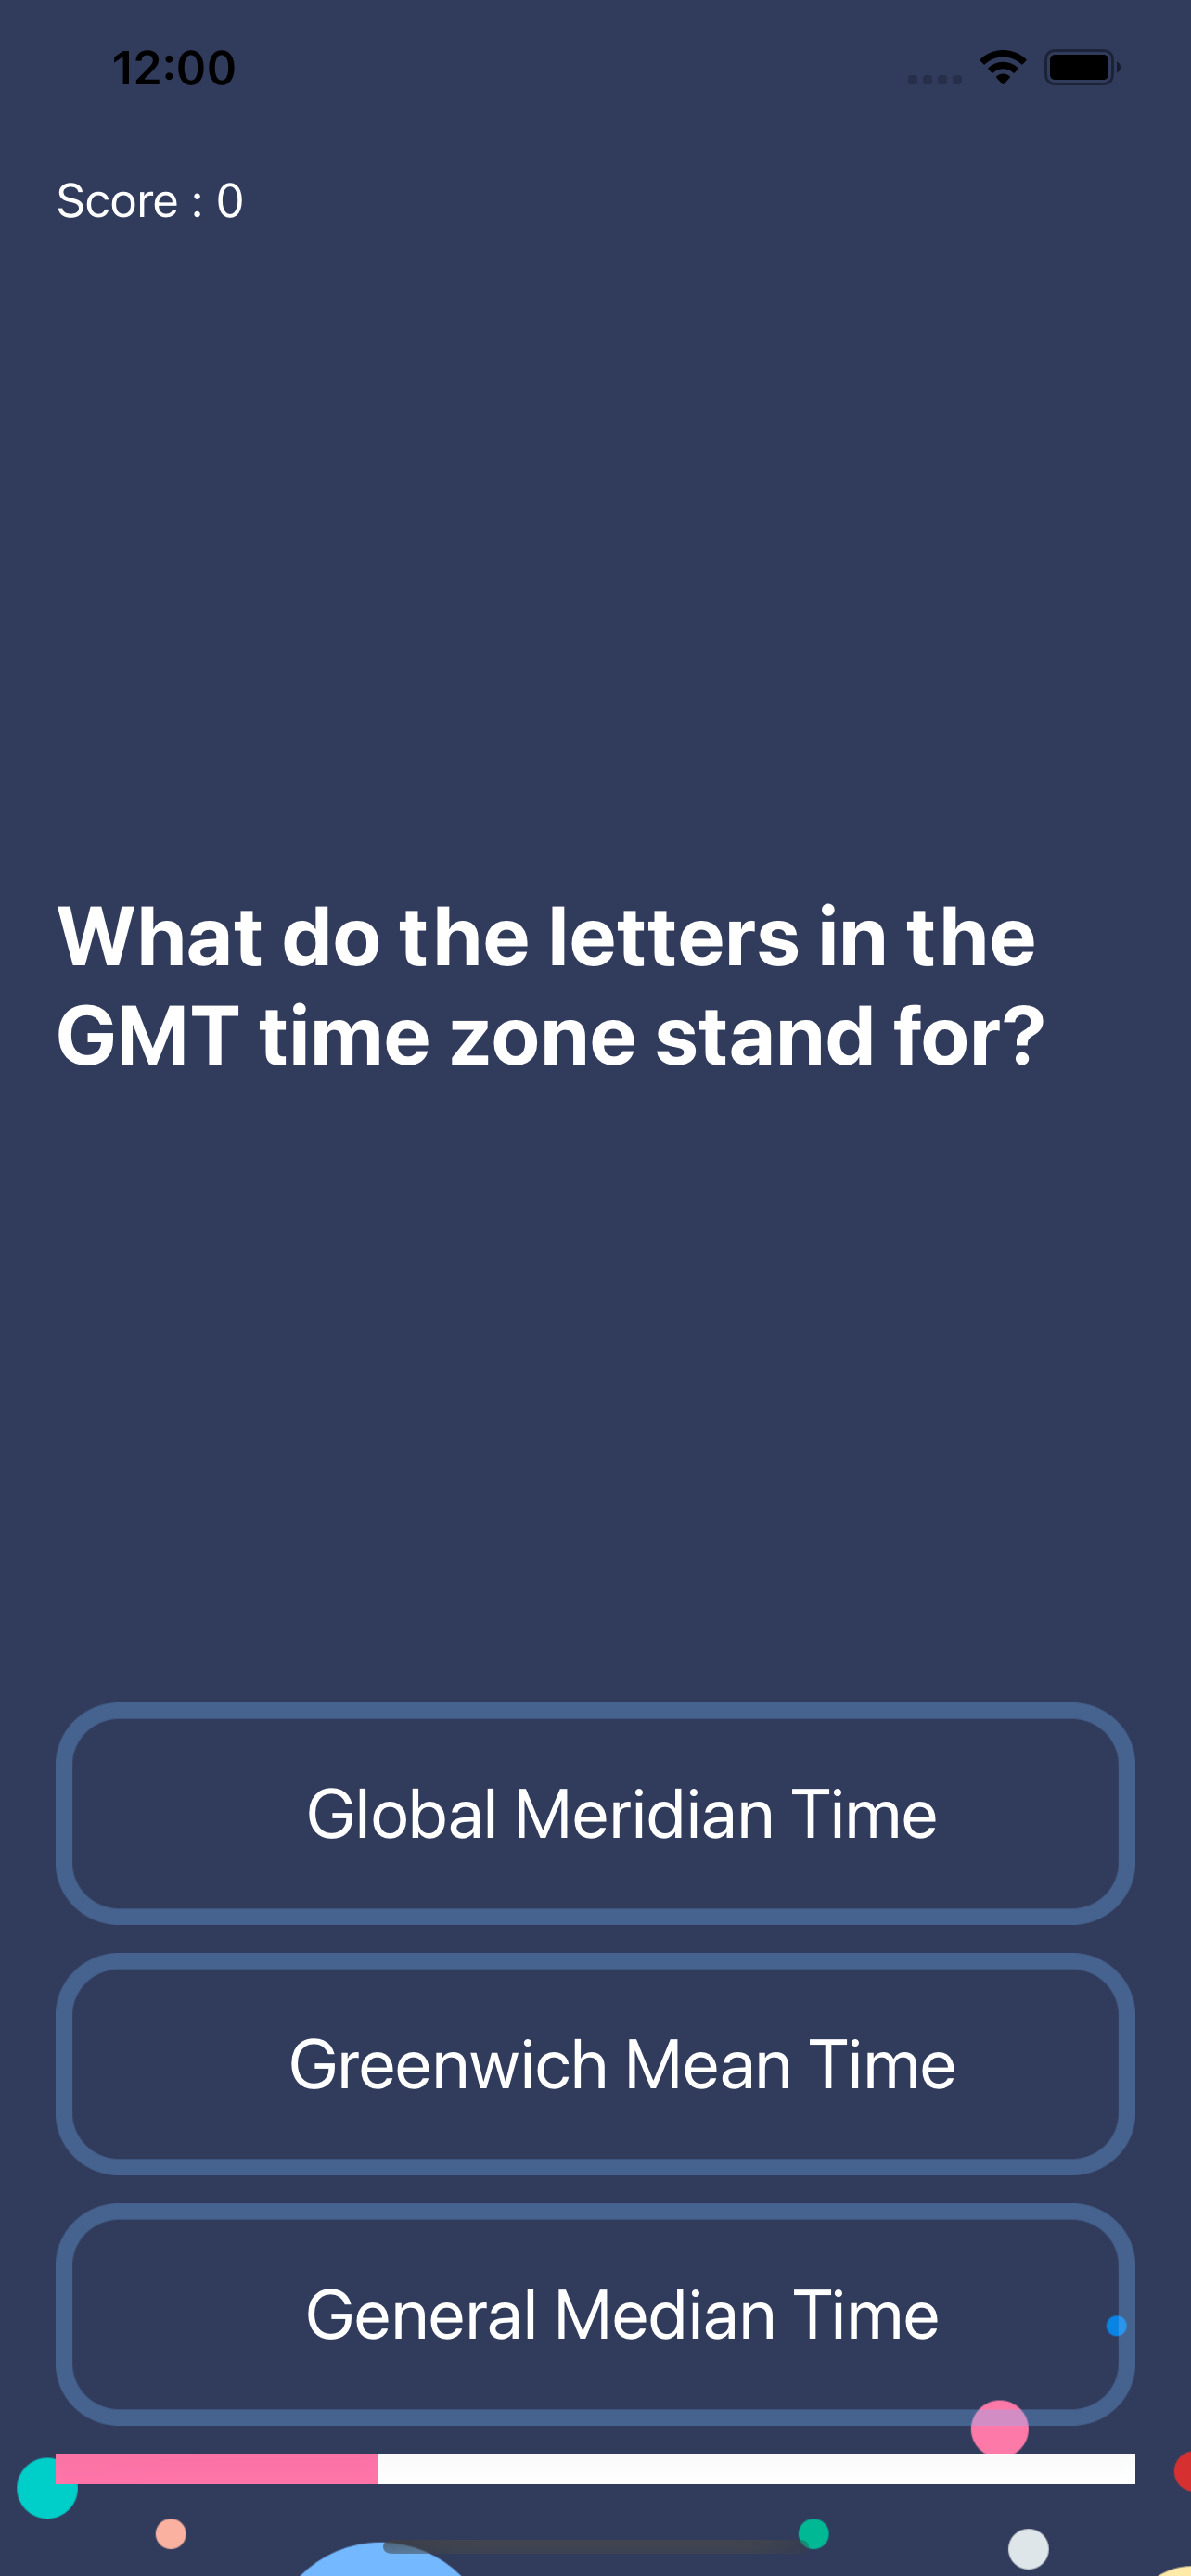 12:00
Score : 0
What do the letters in the
GMT time zone stand for?
Global Meridian Time
Greenwich Mean Time
General Median Time